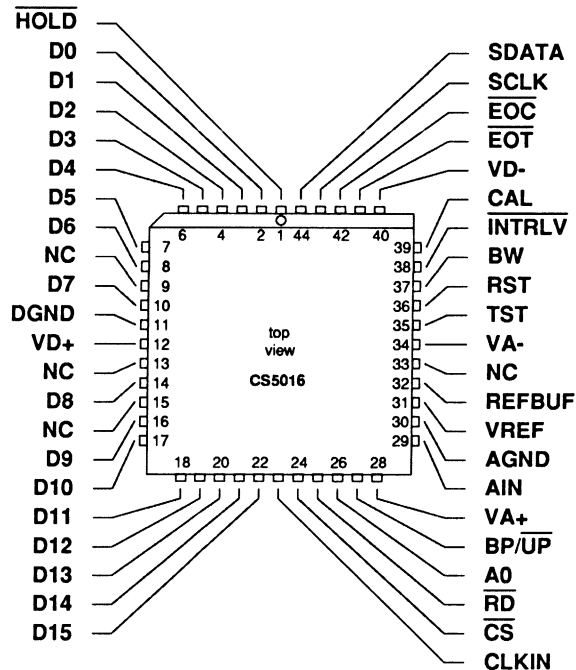 HOLD
D0
D1
D2
D3
D4
D5
D6
NC
D7
DGND
VD+
NC
D8
NC
D9
D10
D11
D12
D13
D14
D15
SDATA
SCLK
EOC
EOT
VD-
CAL
INTRLV
BW
RST
TST
VA-
NC
REFBUF
VREF
AGND
AIN
VA+
BP/UP
A0
RD
CS
CLKIN
6 4 2 1 44 42 40
7
8
9
10
11
12
13
14
15
16
17
39
38
37
36
35
34
33
32
31
30
29
top
view
CS5016
18 20 22 24 26 28